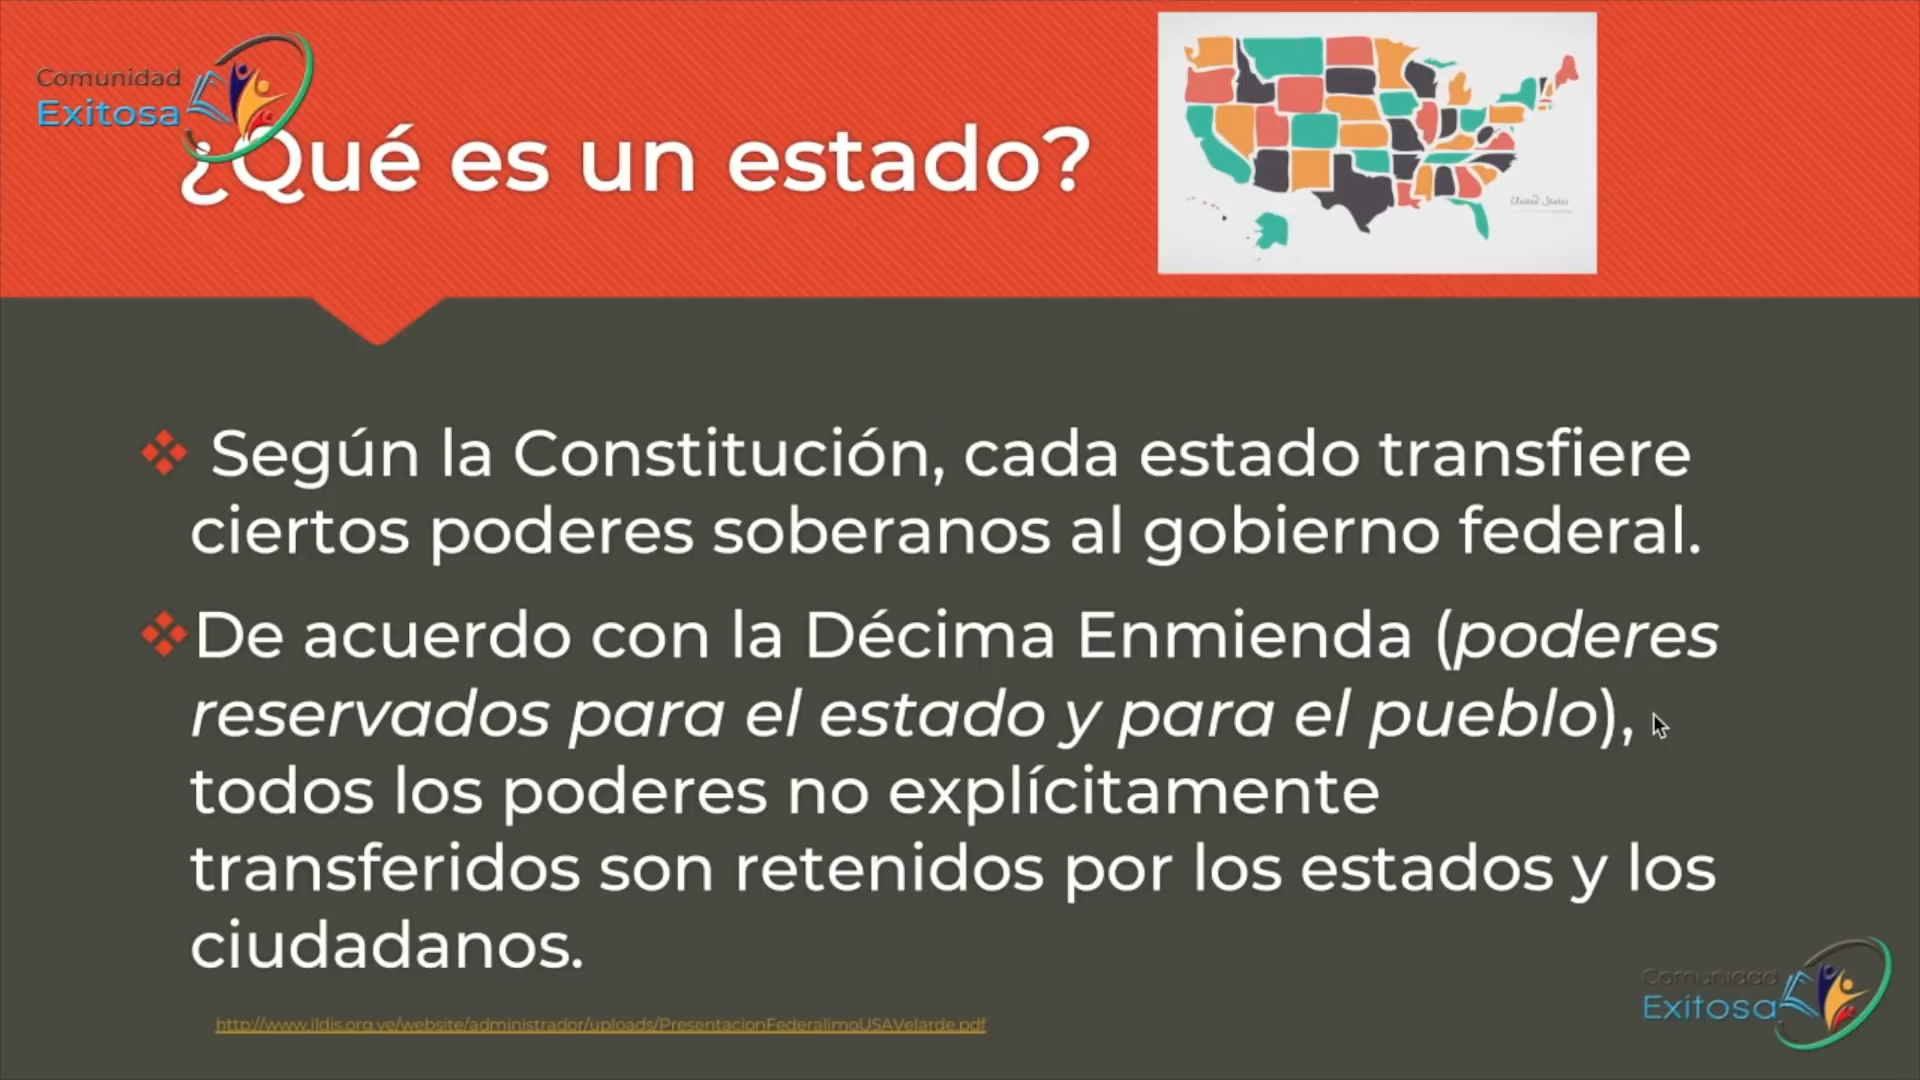 Comunidad
Exitosa
¿Qué es un estado?
United States
Según la Constitución, cada estado transfiere
ciertos poderes soberanos al gobierno federal.
De acuerdo con la Décima Enmienda (poderes
reservados para el estado y para el pueblo),
todos los poderes no explícitamente
transferidos son retenidos por los estados y los
ciudadanos.
http://www.ildis.org.ve/website/administrador/uploads/PresentacionFederalimoUSAVelarde.pdf
Comunidad
Exitosa